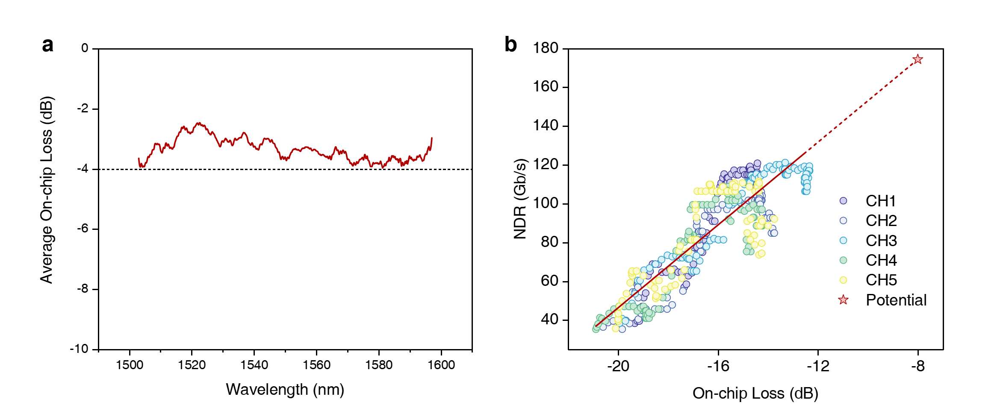 a
0
-2
-4
-6
-8
-10
Average On-chip Loss (dB)
1500 1520 1540 1560 1580 1600
Wavelength (nm)
b
180
160
140
120
100
80
60
40
NDR (Gb/s)
CH1
CH2
CH3
CH4
CH5
Potential
-20 -16 -12 -8
On-chip Loss (dB)